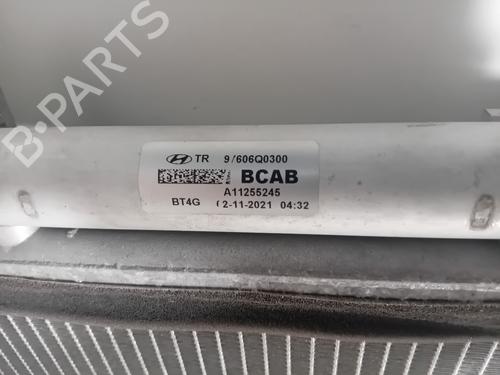 B-PARTS
TR 9/606Q0300
BCAB
A11255245
BT4G 02-11-2021 04:32